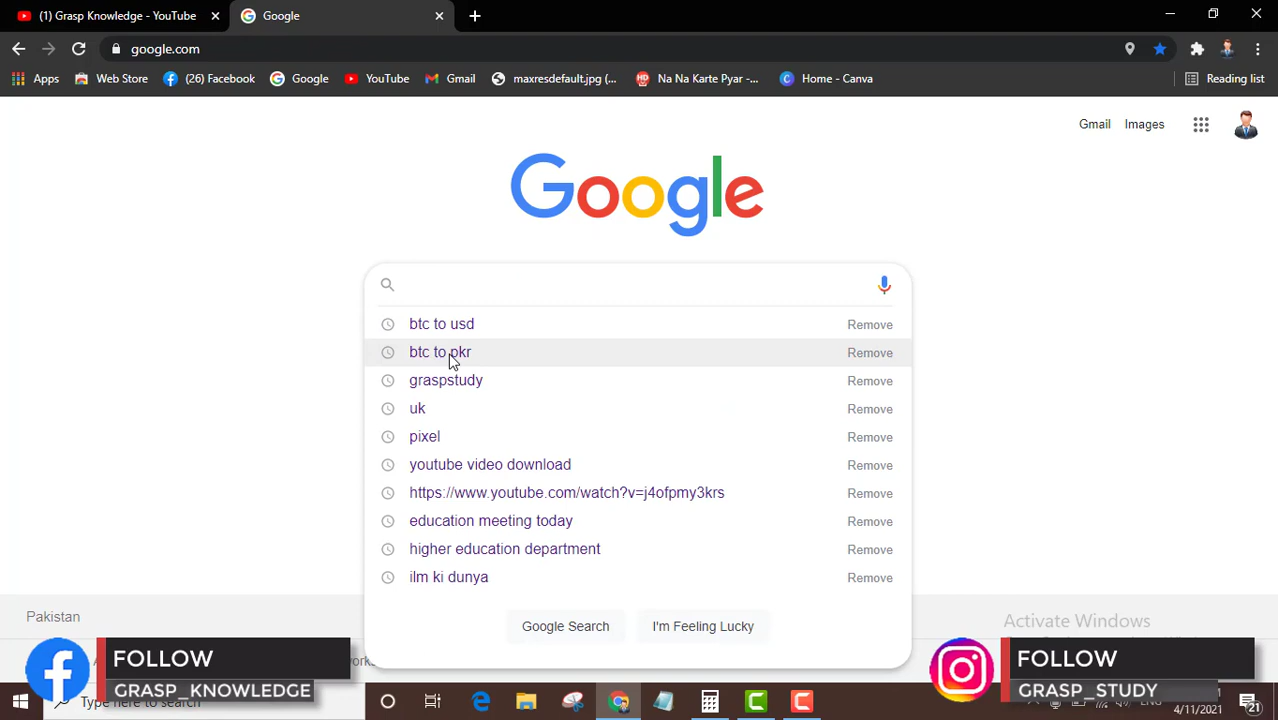 (1) Grasp Knowledge - YouTube
Google
google.com
Apps
Web Store
(26) Facebook
Google
YouTube
Gmail
maxresdefault.jpg (...
Na Na Karte Pyar -...
Home - Canva
Reading list
Gmail
Images
Google
btc to usd
Remove
btc to pkr
Remove
graspstudy
Remove
uk
Remove
pixel
Remove
youtube video download
Remove
https://www.youtube.com/watch?v=j4ofpmy3krs
Remove
education meeting today
Remove
higher education department
Remove
ilm ki dunya
Remove
Google Search
I'm Feeling Lucky
Pakistan
Activate Windows
FOLLOW
GRASP_KNOWLEDGE
FOLLOW
GRASP_STUDY
Type here to search
4/11/2021
21